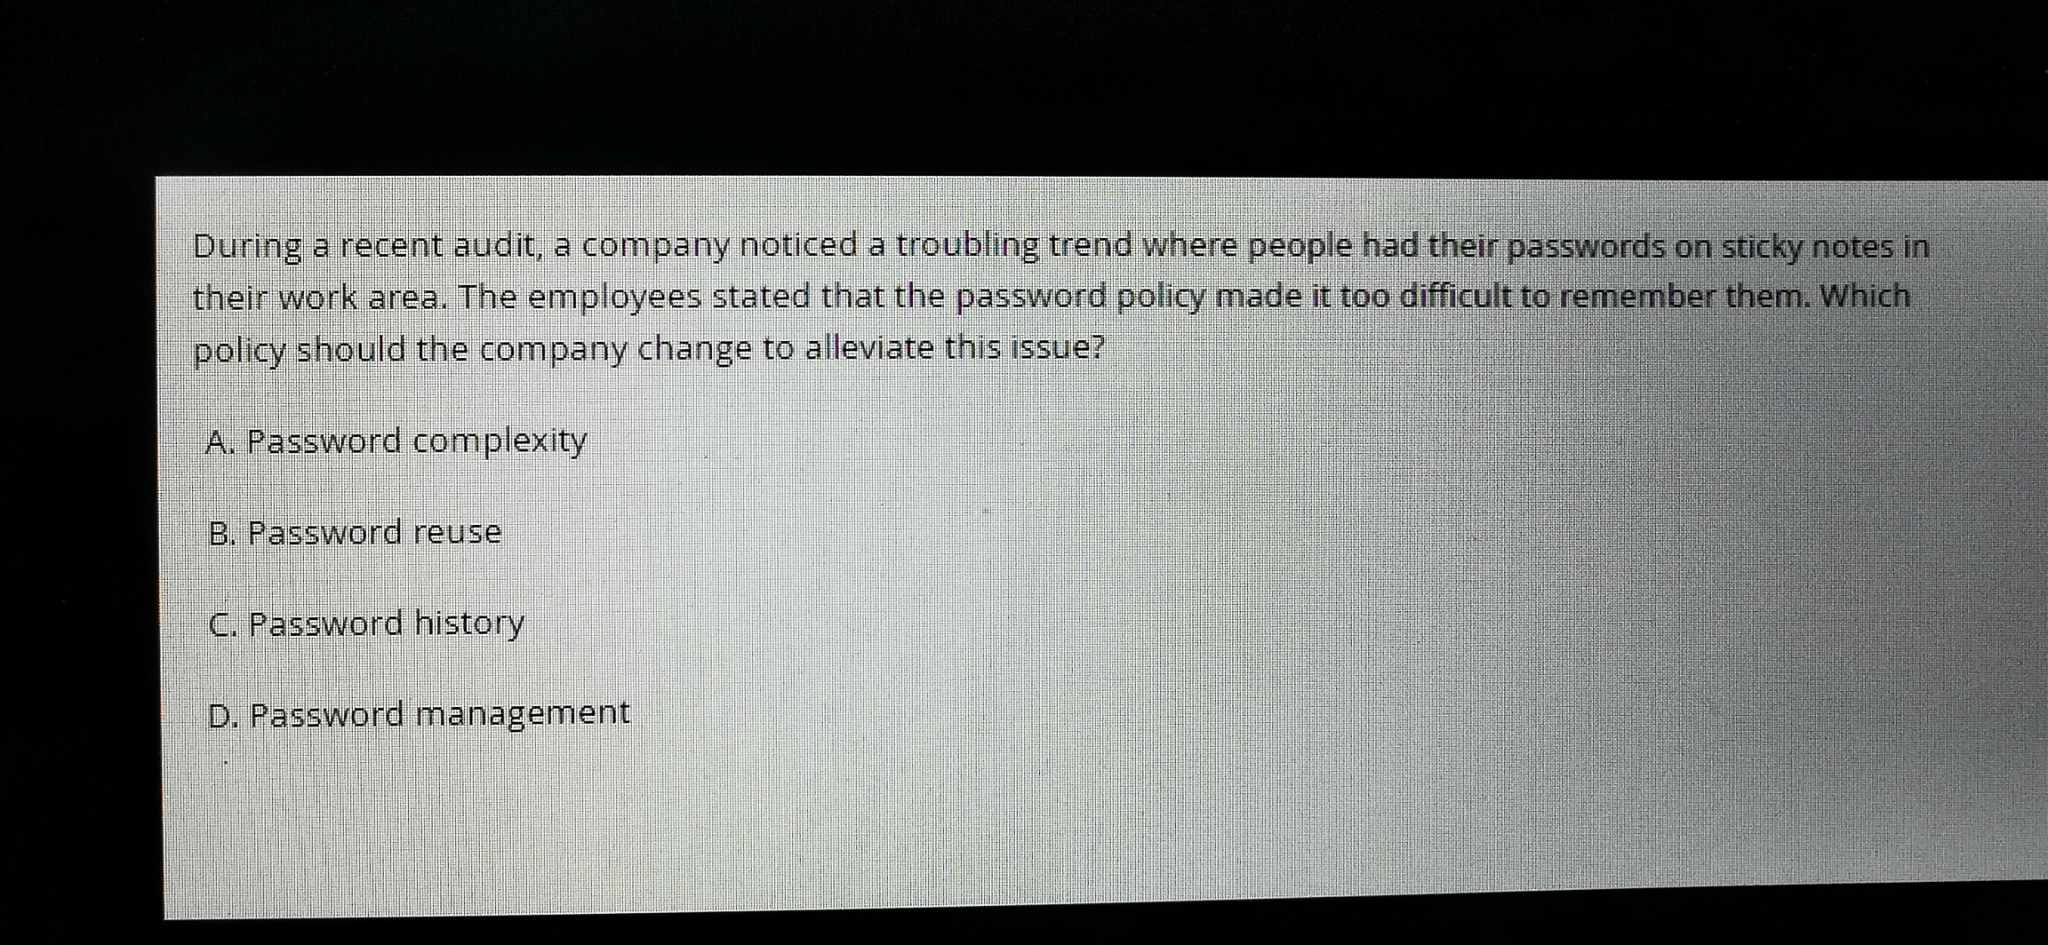 During a recent audit, a company noticed a troubling trend where people had their passwords on sticky notes in
their work area. The employees stated that the password policy made it too difficult to remember them. Which
policy should the company change to alleviate this issue?
A. Password complexity
B. Password reuse
C. Password history
D. Password management